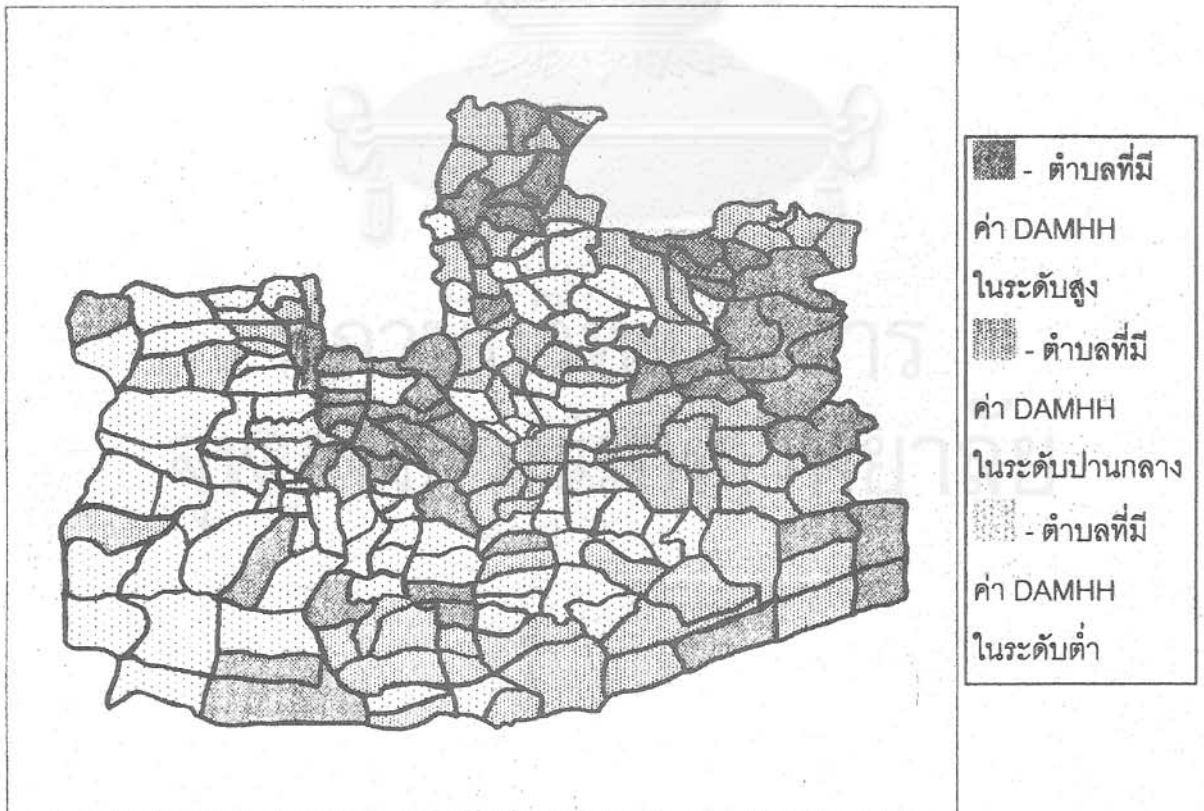 - ตำบลที่มี
ค่า DAMHH
ในระดับสูง
- ตำบลที่มี
ค่า DAMHH
ในระดับปานกลาง
- ตำบลที่มี
ค่า DAMHH
ในระดับต่ำ